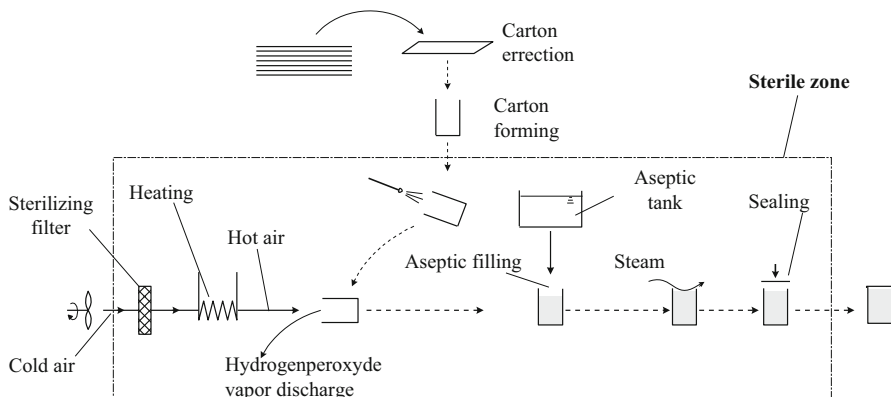 Carton
errection
Sterile zone
Carton
forming
Aseptic
tank
Heating
Sealing
Sterilizing
filter
Hot air
Aseptic filling
Steam
Cold air
Hydrogenperoxyde
vapor discharge